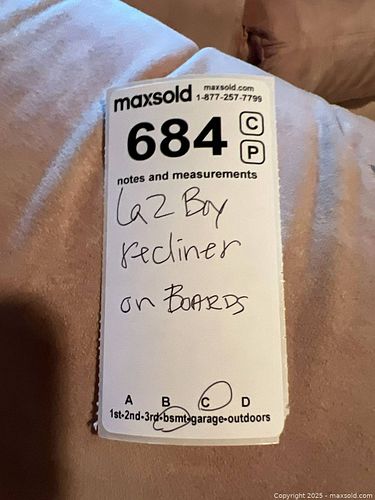 maxsold
maxsold.com
1-877-257-7799
684
C
P
notes and measurements
La Z Boy
recliner
on BOARDS
A B C D
1st•2nd•3rd•bsmt•garage•outdoors
Copyright 2025 - maxsold.com